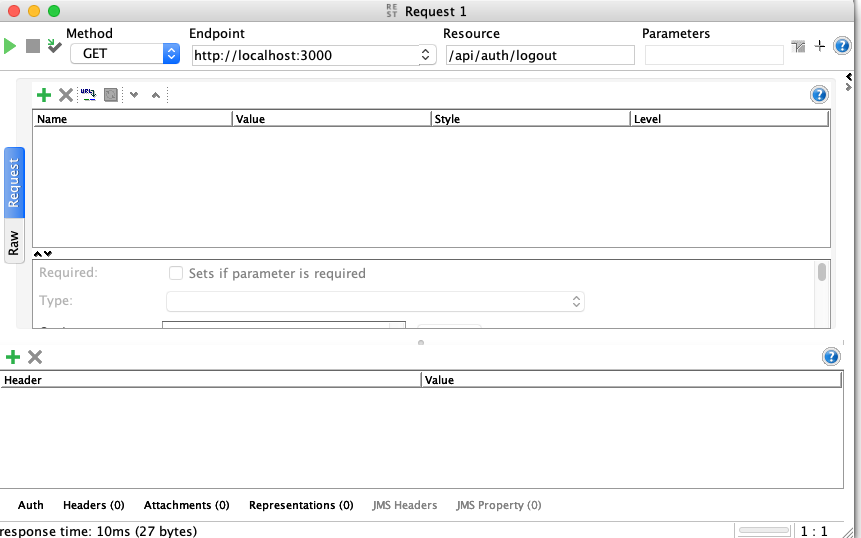 REST Request 1
Method Endpoint Resource Parameters
GET http://localhost:3000 /api/auth/logout
Name Value Style Level
Request
Raw
Required: Sets if parameter is required
Type:
Header Value
Auth Headers (0) Attachments (0) Representations (0) JMS Headers JMS Property (0)
response time: 10ms (27 bytes) 1 : 1